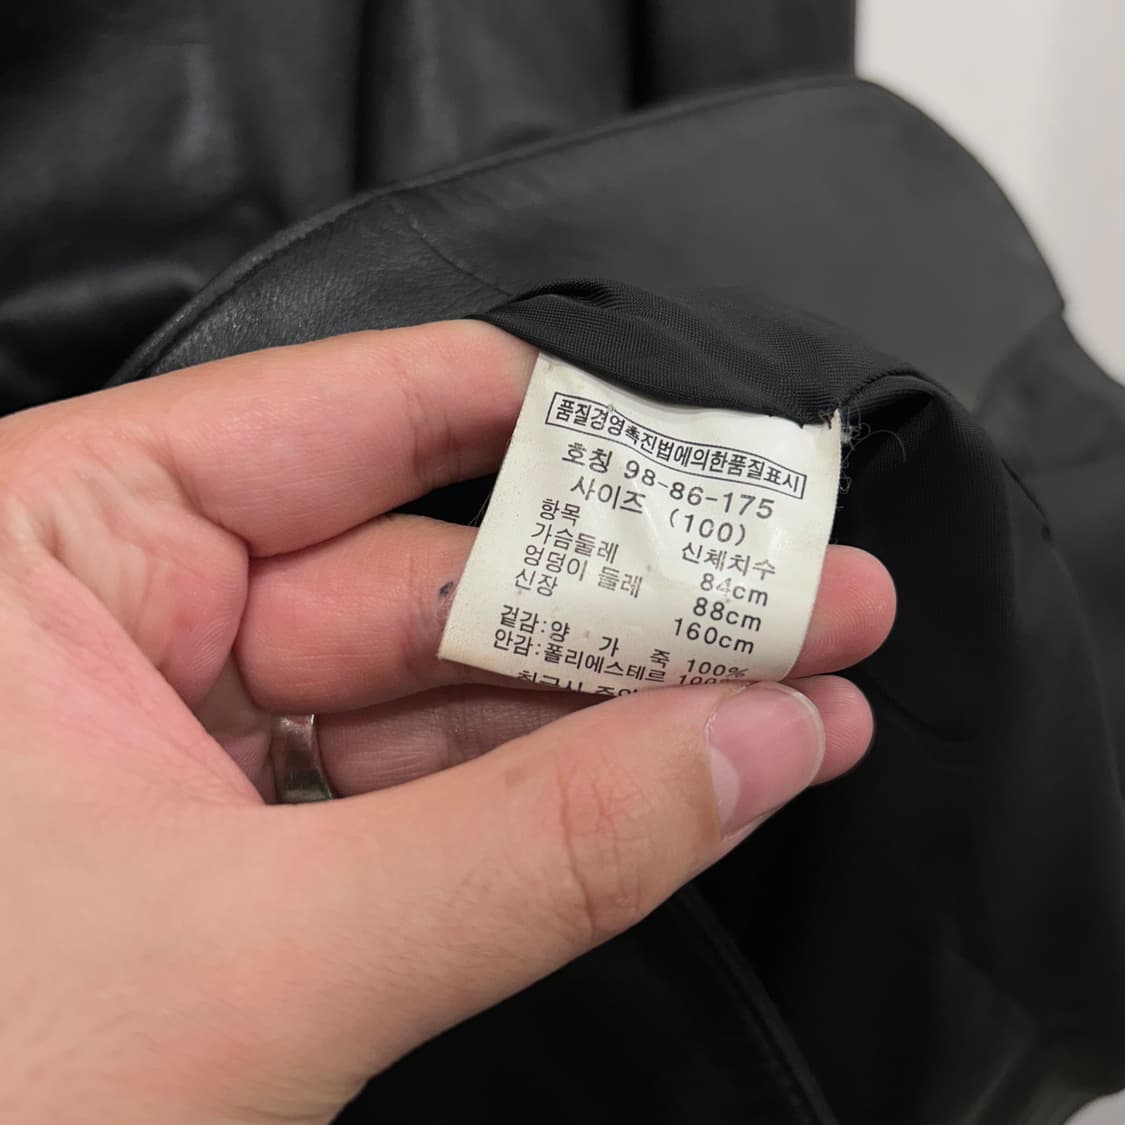 품질경영촉진법에의한품질표시
호칭 98-86-175
사이즈 (100)
항목 신체치수
가슴둘레 84cm
엉덩이 둘레 88cm
신장 160cm
겉감:양 가 죽 100%
안감:폴리에스테르